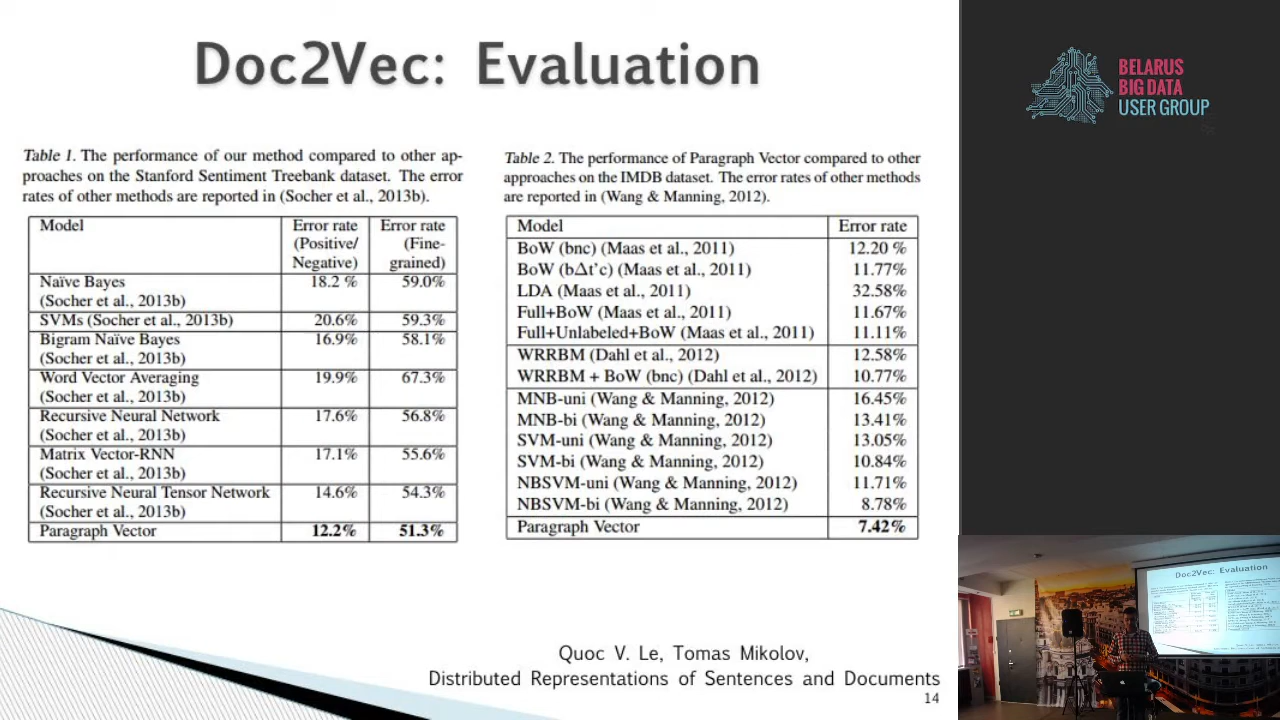 Doc2Vec: Evaluation
Table 1. The performance of our method compared to other ap-
proaches on the Stanford Sentiment Treebank dataset. The error
rates of other methods are reported in (Socher et al., 2013b).
Model Error rate Error rate
(Positive/ (Fine-
Negative) grained)
Naïve Bayes 18.2 % 59.0%
(Socher et al., 2013b)
SVMs (Socher et al., 2013b) 20.6% 59.3%
Bigram Naïve Bayes 16.9% 58.1%
(Socher et al., 2013b)
Word Vector Averaging 19.9% 67.3%
(Socher et al., 2013b)
Recursive Neural Network 17.6% 56.8%
(Socher et al., 2013b)
Matrix Vector-RNN 17.1% 55.6%
(Socher et al., 2013b)
Recursive Neural Tensor Network 14.6% 54.3%
(Socher et al., 2013b)
Paragraph Vector 12.2% 51.3%
Table 2. The performance of Paragraph Vector compared to other
approaches on the IMDB dataset. The error rates of other methods
are reported in (Wang & Manning, 2012).
Model Error rate
BoW (bnc) (Maas et al., 2011) 12.20 %
BoW (bΔt'c) (Maas et al., 2011) 11.77%
LDA (Maas et al., 2011) 32.58%
Full+BoW (Maas et al., 2011) 11.67%
Full+Unlabeled+BoW (Maas et al., 2011) 11.11%
WRRBM (Dahl et al., 2012) 12.58%
WRRBM + BoW (bnc) (Dahl et al., 2012) 10.77%
MNB-uni (Wang & Manning, 2012) 16.45%
MNB-bi (Wang & Manning, 2012) 13.41%
SVM-uni (Wang & Manning, 2012) 13.05%
SVM-bi (Wang & Manning, 2012) 10.84%
NBSVM-uni (Wang & Manning, 2012) 11.71%
NBSVM-bi (Wang & Manning, 2012) 8.78%
Paragraph Vector 7.42%
Quoc V. Le, Tomas Mikolov,
Distributed Representations of Sentences and Documents
14
BELARUS
BIG DATA
USER GROUP
Doc2Vec: Evaluation